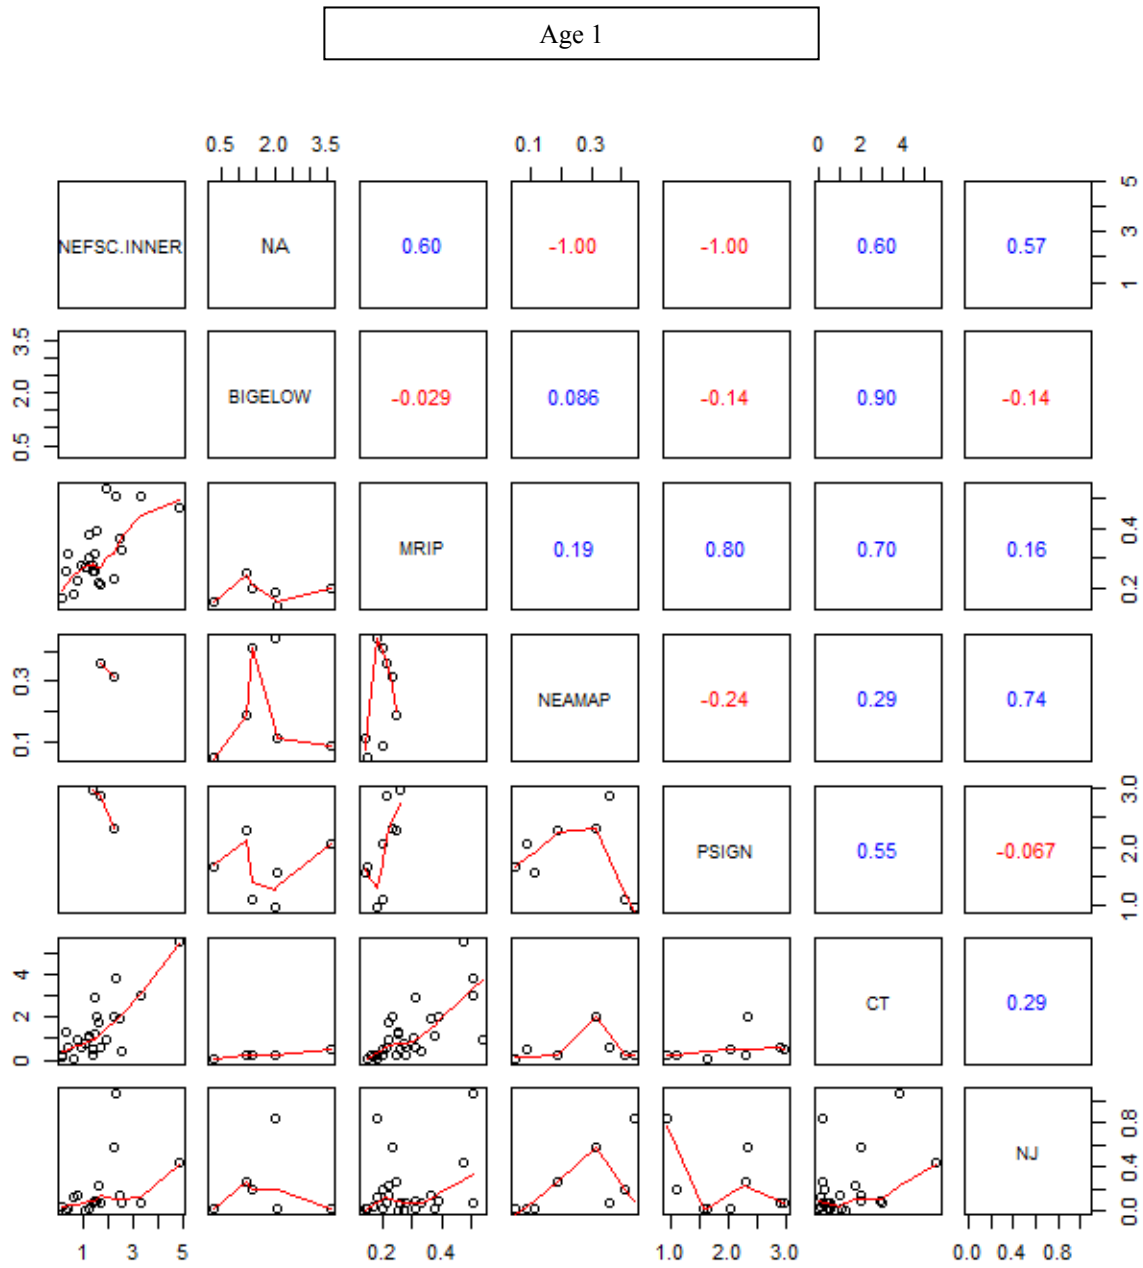 Age 1
0.5 2.0 3.5 0.1 0.3 0 2 4
NEFSC.INNER NA 0.60 -1.00 -1.00 0.60 0.57 1 3 5
0.5 2.0 3.5 BIGELOW -0.029 0.086 -0.14 0.90 -0.14
MRIP 0.19 0.80 0.70 0.16 0.2 0.4
0.1 0.3 NEAMAP -0.24 0.29 0.74
PSIGN 0.55 -0.067 1.0 2.0 3.0
0 2 4 CT 0.29
NJ 0.0 0.4 0.8
1 3 5 0.2 0.4 1.0 2.0 3.0 0.0 0.4 0.8